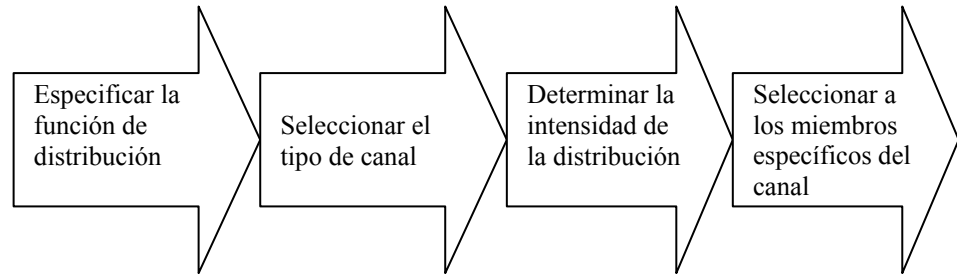 Especificar la
función de
distribución
Seleccionar el
tipo de canal
Determinar la
intensidad de
la distribución
Seleccionar a
los miembros
específicos del
canal